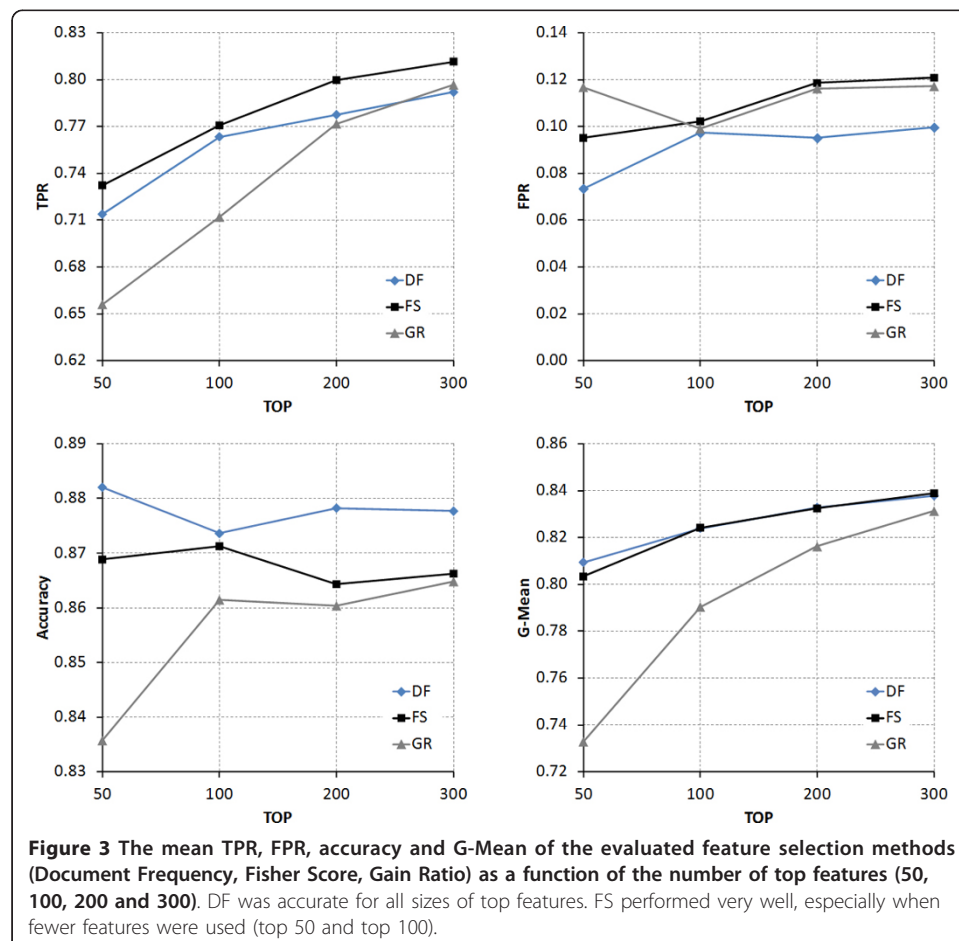 0.83
0.80
0.77
0.74
0.71
0.68
0.65
0.62
TPR
50 100 200 300
TOP
DF
FS
GR
0.14
0.12
0.10
0.08
0.06
0.04
0.02
0.00
FPR
50 100 200 300
TOP
DF
FS
GR
0.89
0.88
0.87
0.86
0.85
0.84
0.83
Accuracy
50 100 200 300
TOP
DF
FS
GR
0.86
0.84
0.82
0.80
0.78
0.76
0.74
0.72
G-Mean
50 100 200 300
TOP
DF
FS
GR
Figure 3 The mean TPR, FPR, accuracy and G-Mean of the evaluated feature selection methods
(Document Frequency, Fisher Score, Gain Ratio) as a function of the number of top features (50,
100, 200 and 300). DF was accurate for all sizes of top features. FS performed very well, especially when
fewer features were used (top 50 and top 100).